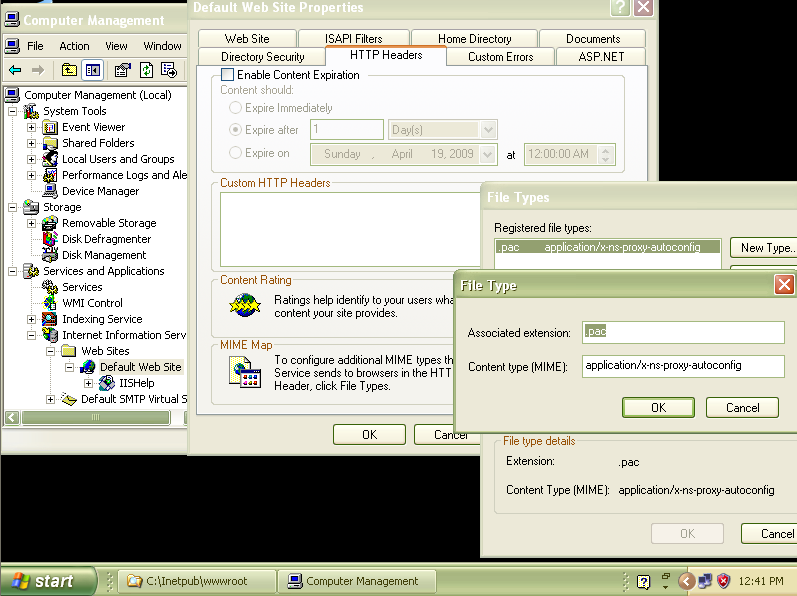 Computer Management
File Action View Window
Computer Management (Local)
System Tools
Event Viewer
Shared Folders
Local Users and Groups
Performance Logs and Ale
Device Manager
Storage
Removable Storage
Disk Defragmenter
Disk Management
Services and Applications
Services
WMI Control
Indexing Service
Internet Information Serv
Web Sites
Default Web Site
IISHelp
Default SMTP Virtual S
Default Web Site Properties
Web Site ISAPI Filters Home Directory Documents
Directory Security HTTP Headers Custom Errors ASP.NET
Enable Content Expiration
Content should:
Expire Immediately
Expire after 1 Day(s)
Expire on Sunday , April 19, 2009 at 12:00:00 AM
Custom HTTP Headers
Content Rating
Ratings help identify to your users wha
content your site provides.
MIME Map
To configure additional MIME types th
Service sends to browsers in the HTT
Header, click File Types.
OK Cancel
File Types
Registered file types:
.pac application/x-ns-proxy-autoconfig
New Type..
File Type
Associated extension: .pac
Content type (MIME): application/x-ns-proxy-autoconfig
OK Cancel
File type details
Extension: .pac
Content Type (MIME): application/x-ns-proxy-autoconfig
OK Cancel
start C:\Inetpub\wwwroot Computer Management 12:41 PM